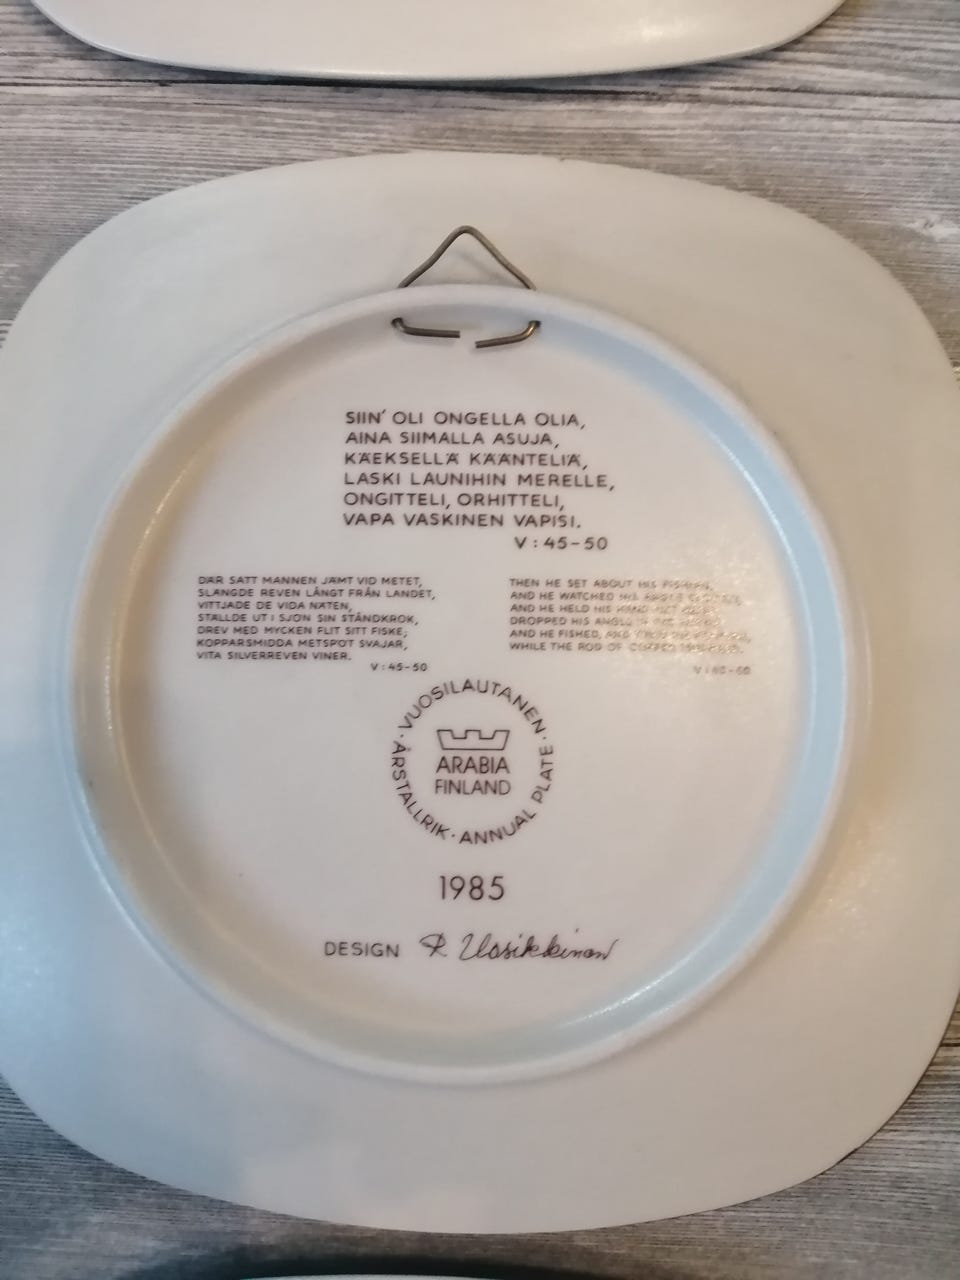 SIIN' OLI ONGELLA OLIA,
AINA SIIMALLA ASUJA,
KÄEKSELLÄ KÄÄNTELIÄ,
LASKI LAUNIHIN MERELLE,
ONGITTELI, ORHITTELI,
VAPA VASKINEN VAPISI.
V : 45-50
DÄR SATT MANNEN JÄMT VID METET,
SLÄNGDE REVEN LÅNGT FRÅN LANDET,
VITTJADE DE VIDA NÄTEN,
STÄLLDE UT I SJÖN SIN STÅNDKROK,
DREV MED MYCKEN FLIT SITT FISKE;
KOPPARSMIDDA METSPÖT SVAJAR,
VITA SILVERREVEN VINER.
V : 45-50
THEN HE SET ABOUT HIS
AND HE WATCHED HIS
AND HE HELD HIS HAND
DROPPED HIS ANGLE IN
AND HE FISHED, AND
WHILE THE ROD OF COPPER
VUOSILAUTANEN · ANNUAL PLATE · ÅRSTALLRIK ·
ARABIA
FINLAND
1985
DESIGN R Uosikkinen